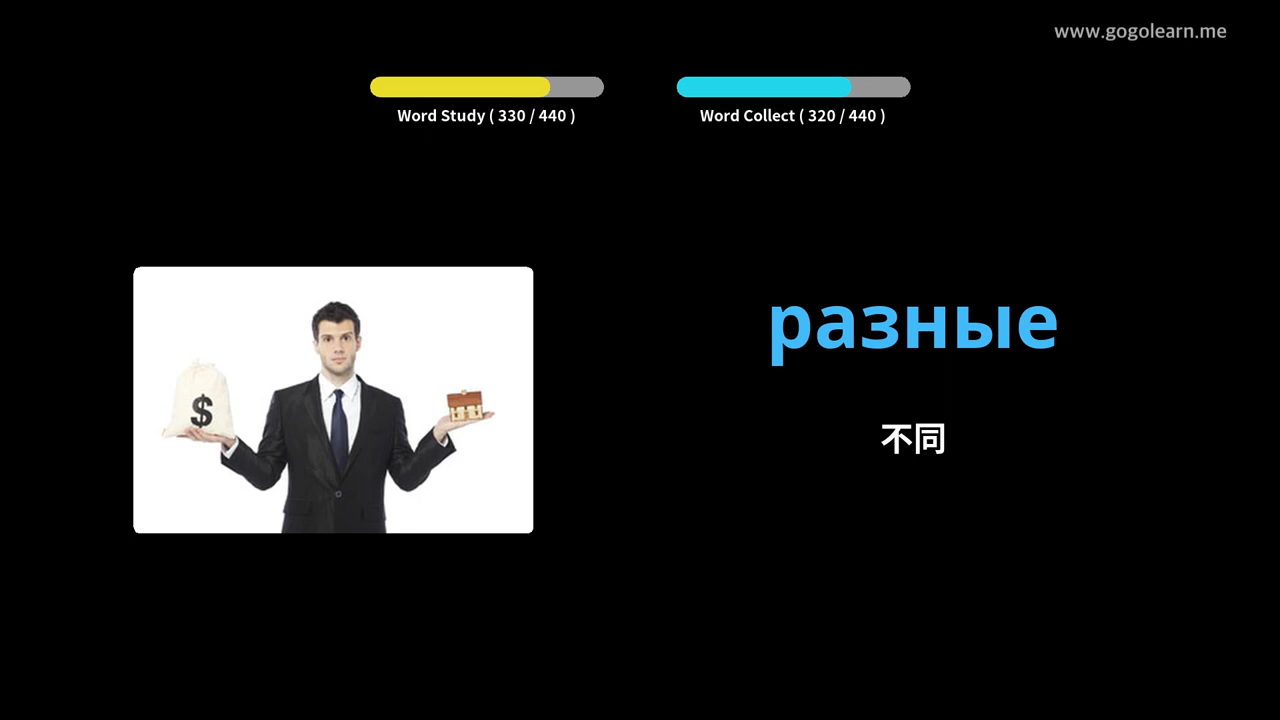 www.gogolearn.me
Word Study ( 330 / 440 )
Word Collect ( 320 / 440 )
$
разные
不同